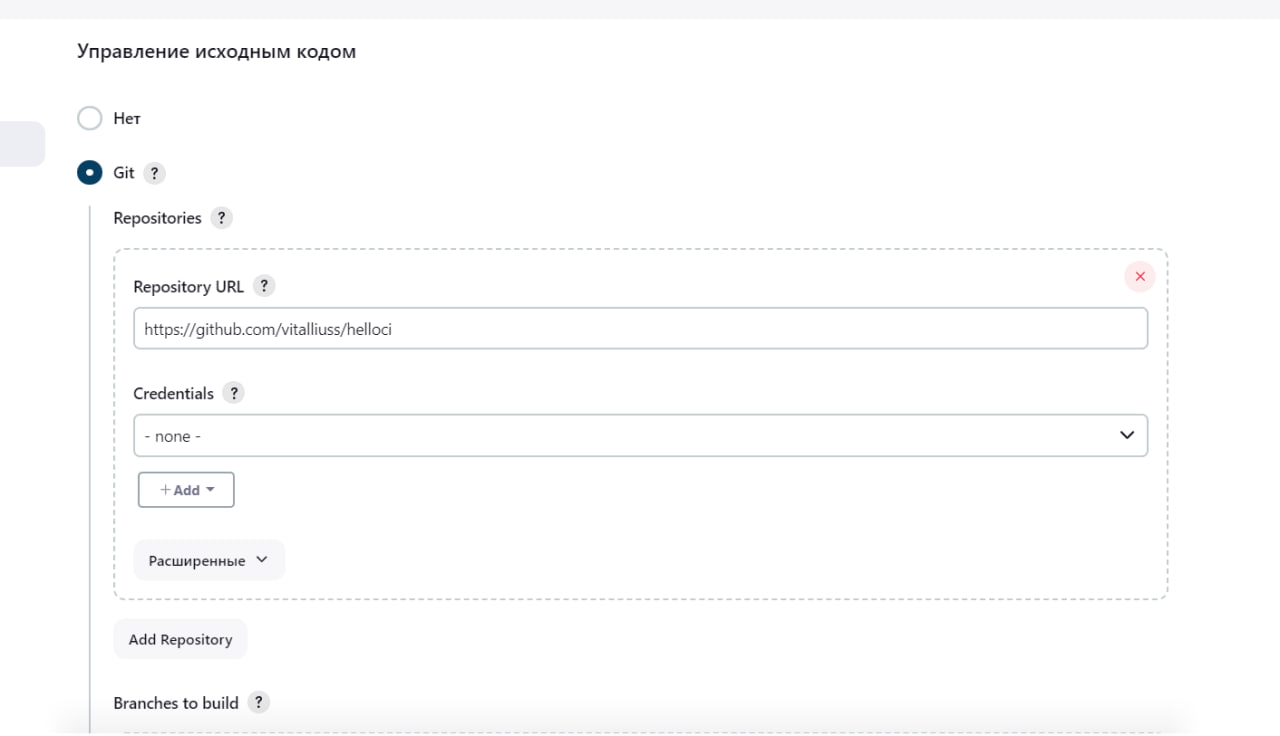 Управление исходным кодом
Нет
Git ?
Repositories ?
Repository URL ?
https://github.com/vitalliuss/helloci
Credentials ?
- none -
+ Add
Расширенные
Add Repository
Branches to build ?